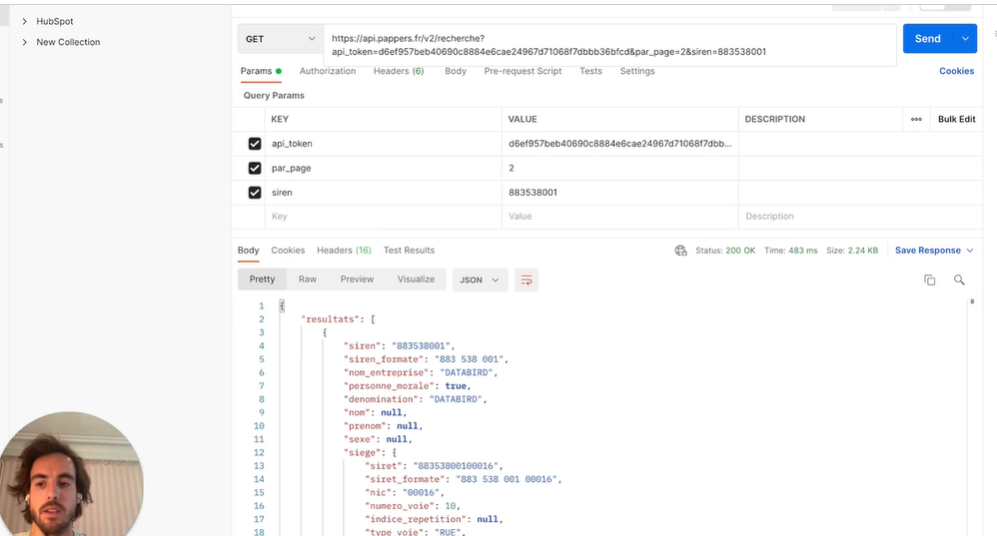 HubSpot
New Collection
GET
https://api.pappers.fr/v2/recherche?
api_token=d6ef957beb40690c8884e6cae24967d71068f7dbbb36bfcd&par_page=2&siren=883538001
Send
Params
Authorization
Headers (6)
Body
Pre-request Script
Tests
Settings
Cookies
Query Params
KEY VALUE DESCRIPTION ooo Bulk Edit
api_token d6ef957beb40690c8884e6cae24967d71068f7dbb...
par_page 2
siren 883538001
Key Value Description
Body Cookies Headers (16) Test Results Status: 200 OK Time: 483 ms Size: 2.24 KB Save Response
Pretty Raw Preview Visualize JSON
1 {
2 "resultats": [
3 {
4 "siren": "883538001",
5 "siren_formate": "883 538 001",
6 "nom_entreprise": "DATABIRD",
7 "personne_morale": true,
8 "denomination": "DATABIRD",
9 "nom": null,
10 "prenom": null,
11 "sexe": null,
12 "siege": {
13 "siret": "88353800100016",
14 "siret_formate": "883 538 001 00016",
15 "nic": "00016",
16 "numero_voie": 10,
17 "indice_repetition": null,
18 "type_voie": "RUE",